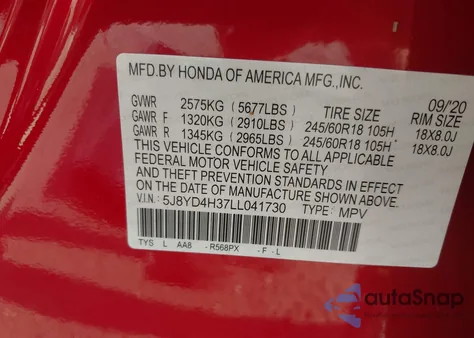 MFD.BY HONDA OF AMERICA MFG.,INC.
09/20
GVWR 2575KG (5677LBS) TIRE SIZE RIM SIZE
GAWR F 1320KG (2910LBS) 245/60R18 105H 18X8.0J
GAWR R 1345KG (2965LBS) 245/60R18 105H 18X8.0J
THIS VEHICLE CONFORMS TO ALL APPLICABLE
FEDERAL MOTOR VEHICLE SAFETY
AND THEFT PREVENTION STANDARDS IN EFFECT
ON THE DATE OF MANUFACTURE SHOWN ABOVE.
V.I.N.: 5J8YD4H37LL041730 TYPE: MPV
TYS L AA8 - R568PX - F - L
autoSnap